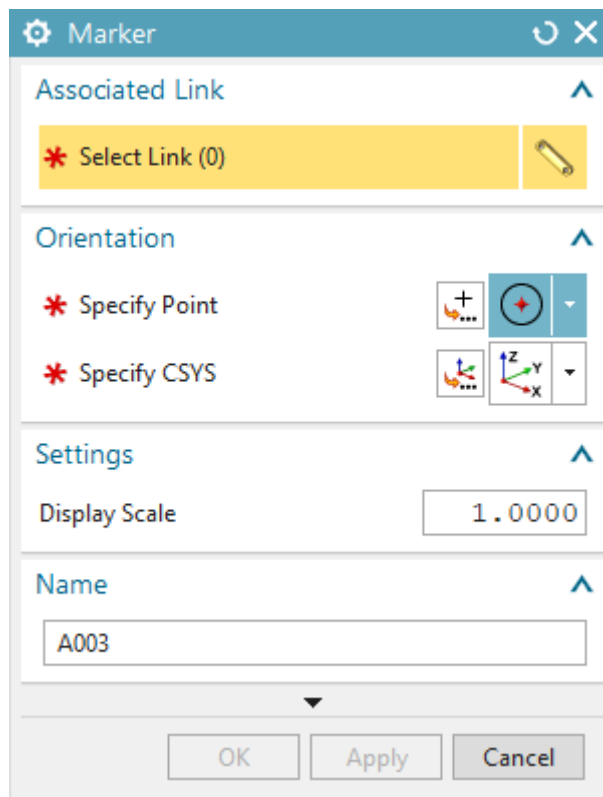 Marker
Associated Link
* Select Link (0)
Orientation
* Specify Point
* Specify CSYS
Z
Y
X
Settings
Display Scale 1.0000
Name
A003
OK Apply Cancel